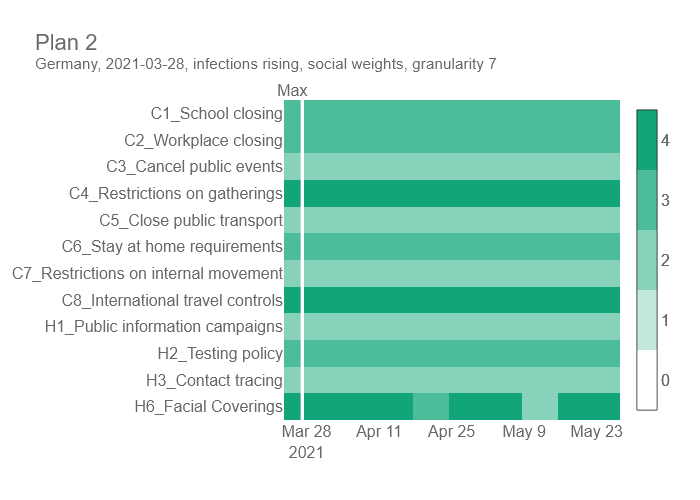 Plan 2
Germany, 2021-03-28, infections rising, social weights, granularity 7
Max
C1_School closing
C2_Workplace closing
C3_Cancel public events
C4_Restrictions on gatherings
C5_Close public transport
C6_Stay at home requirements
C7_Restrictions on internal movement
C8_International travel controls
H1_Public information campaigns
H2_Testing policy
H3_Contact tracing
H6_Facial Coverings
4
3
2
1
0
Mar 28 Apr 11 Apr 25 May 9 May 23
2021